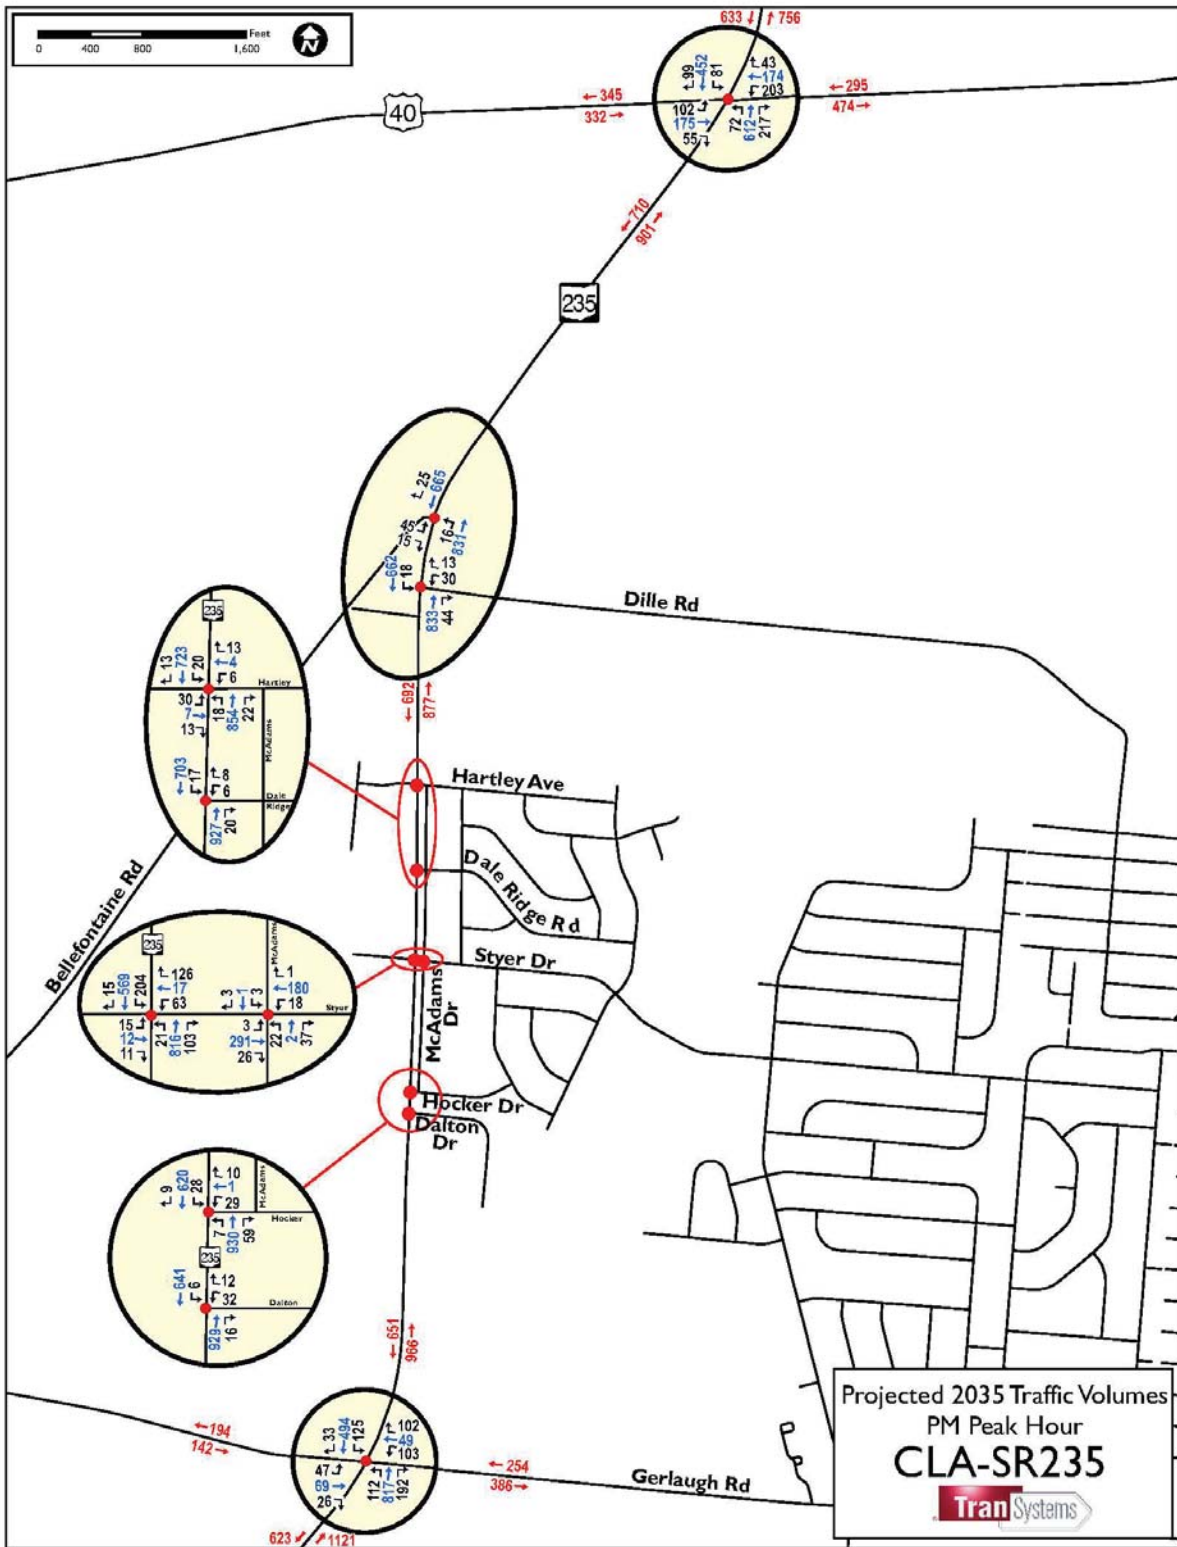 Feet
0 400 800 1,600
N
633 756
99 452 81
43
174
203
102
175
55
72 612 217
345
332
295
474
40
710
901
235
25 665
45
15
16 831
662 18
13
30
833 44
Dille Rd
692 877
235
13 723 20
13
4
6
Hartley
30
7
13
18 854 22
McAdams
703 17
8
6
Dale
Ridge
927 20
Hartley Ave
Dale Ridge Rd
Bellefontaine Rd
Styer Dr
McAdams
Dr
235
McAdams
15 569 204
126
17
63
3 1 3
1
180
18
Styer
15
12
11
21 816 103
3
291
26
22 2 37
Hocker Dr
Dalton
Dr
9 620 28
10
1
29
McAdams
Hocker
7 930 59
235
641 6
12
32
Dalton
929 16
651 966
194
142
33 494 125
102
49
103
47
69
26
112 817 192
254
386
Gerlaugh Rd
623 1121
Projected 2035 Traffic Volumes
PM Peak Hour
CLA-SR235
TranSystems